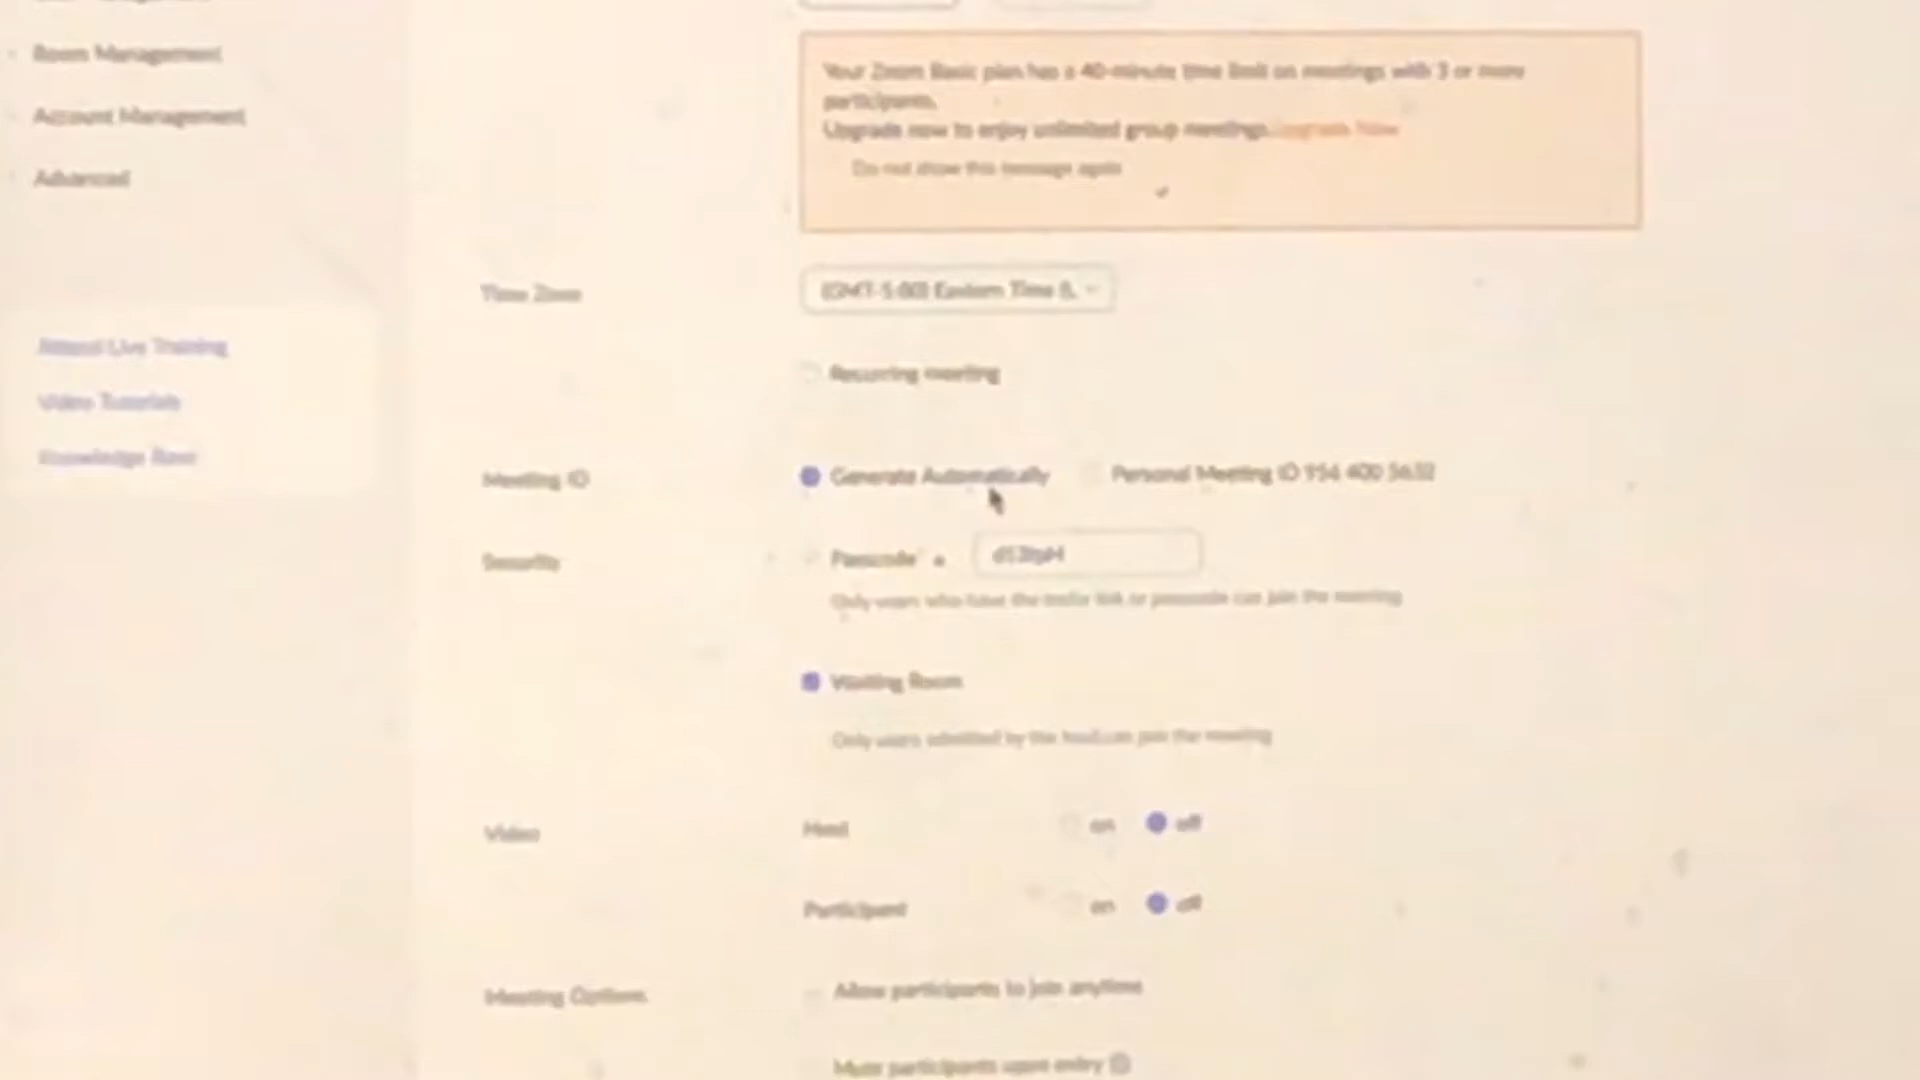 Room Management
Account Management
Advanced
Attend Live Training
Video Tutorials
Knowledge Base
Your Zoom Basic plan has a 40-minute time limit on meetings with 3 or more
participants.
Upgrade now to enjoy unlimited group meetings. Upgrade Now
Do not show this message again
Time Zone
(GMT-5:00) Eastern Time (
Recurring meeting
Meeting ID
Generate Automatically
Personal Meeting ID 954 400
Security
Passcode
Only users who have the invite link or passcode can join the meeting
Waiting Room
Only users admitted by the host can join the meeting
Video
Host
on off
Participant
on off
Meeting Options
Allow participants to join anytime
Mute participants upon entry